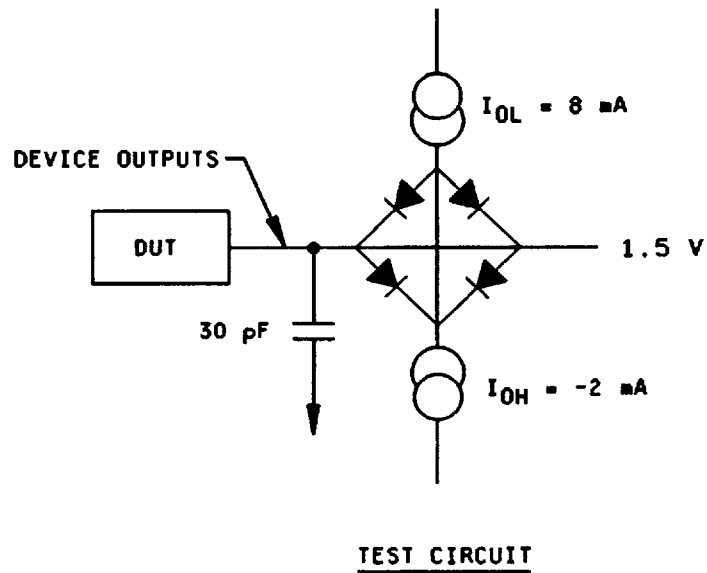 I_OL = 8 mA
DEVICE OUTPUTS
DUT
1.5 V
30 pF
I_OH = -2 mA
TEST CIRCUIT